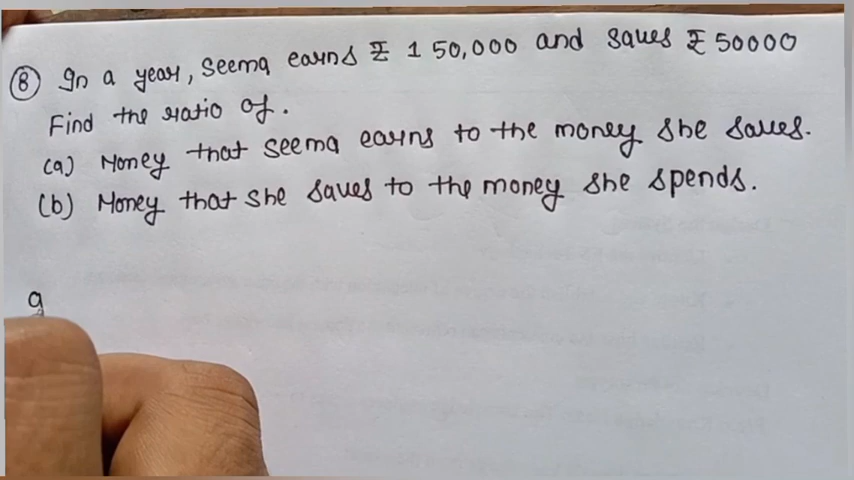 8 In a year, Seema earns ₹ 1 50,000 and saves ₹ 50000
Find the ratio of.
(a) Money that seema earns to the money she saves.
(b) Money that she saves to the money she spends.
g